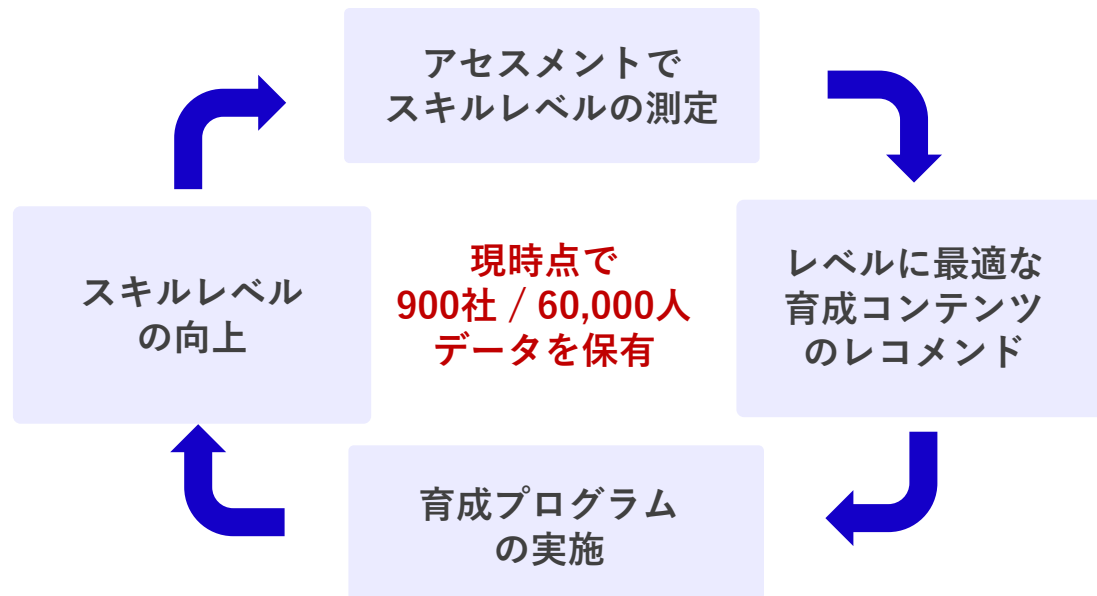 アセスメントで
スキルレベルの測定
スキルレベル
の向上
現時点で
900社 / 60,000人
データを保有
レベルに最適な
育成コンテンツ
のレコメンド
育成プログラム
の実施